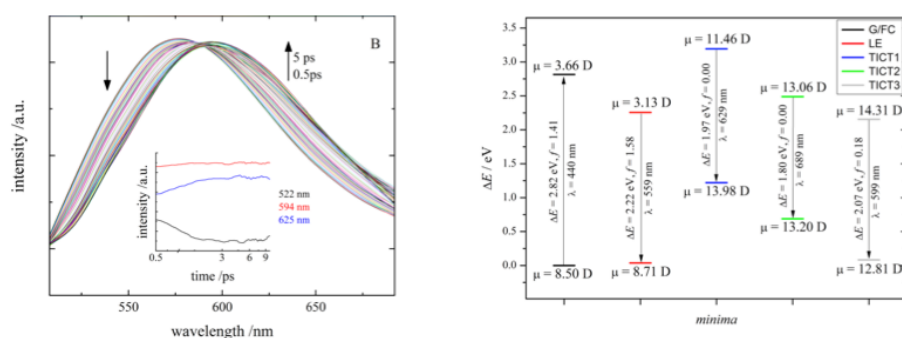 B
5 ps
0.5ps
intensity /a.u.
550
600
650
wavelength /nm
intensity /a.u.
522 nm
594 nm
625 nm
0.5
3
6
9
time /ps
ΔE / eV
3.5
3.0
2.5
2.0
1.5
1.0
0.5
0.0
minima
G/FC
LE
TICT1
TICT2
TICT3
μ = 3.66 D
ΔE = 2.82 eV, f = 1.41
λ = 440 nm
μ = 8.50 D
μ = 3.13 D
ΔE = 2.22 eV, f = 1.58
λ = 559 nm
μ = 8.71 D
μ = 11.46 D
ΔE = 1.97 eV, f = 0.00
λ = 629 nm
μ = 13.98 D
μ = 13.06 D
ΔE = 1.80 eV, f = 0.00
λ = 689 nm
μ = 13.20 D
μ = 14.31 D
ΔE = 2.07 eV, f = 0.18
λ = 599 nm
μ = 12.81 D